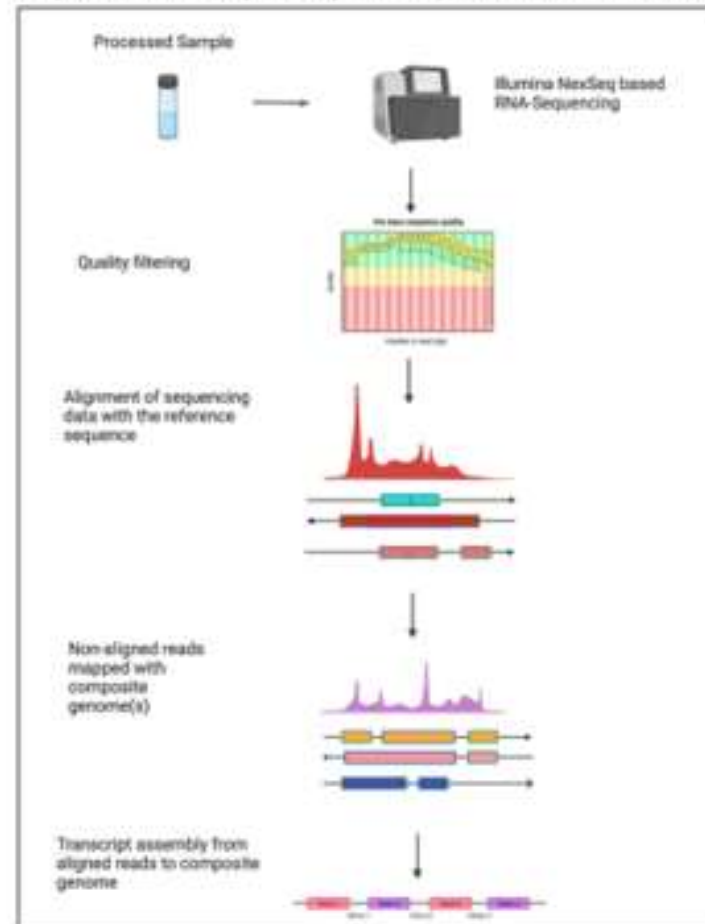 Processed Sample
Illumina NexSeq based
RNA-Sequencing
Quality filtering
Alignment of sequencing
data with the reference
sequence
Non-aligned reads
mapped with
composite
genome(s)
Transcript assembly from
aligned reads to composite
genome